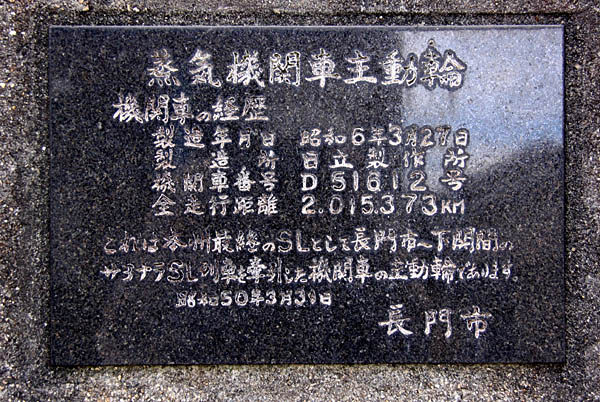 蒸気機関車主動輪
機関車の経歴
製造年月日 昭和6年3月27日
製造所 日立製作所
機関車番号 D51612号
全走行距離 2.015.373KM
これは本州最終のSLとして長門市〜下関間の
サヨナラSL列車を牽引した機関車の主動輪であります。
昭和50年3月31日
長門市